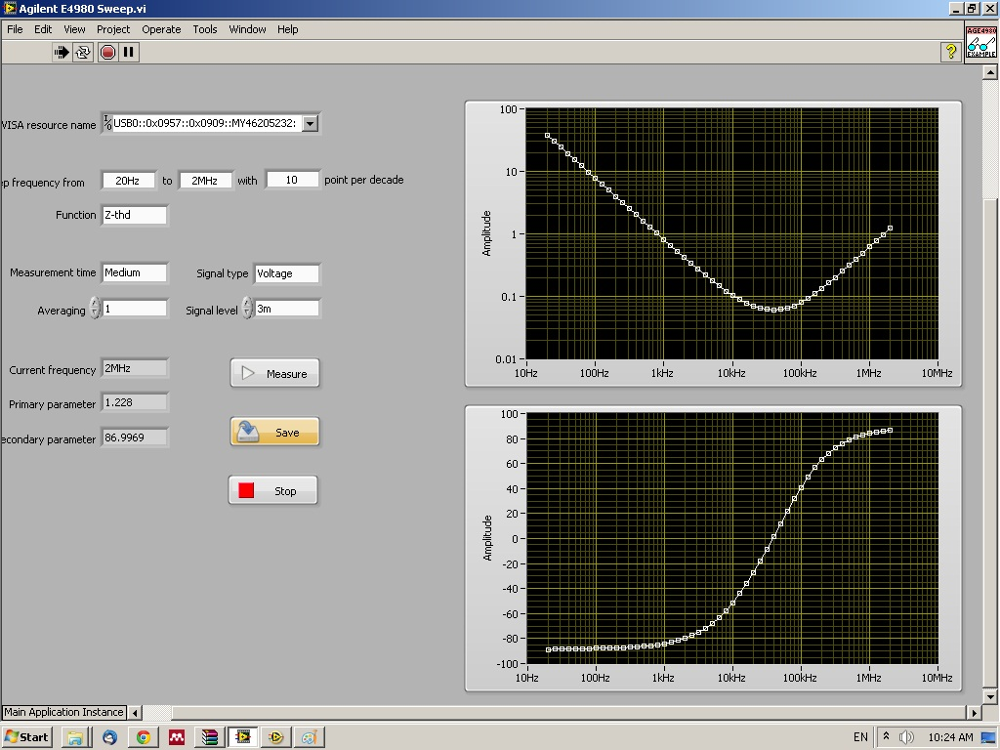 Agilent E4980 Sweep.vi
File Edit View Project Operate Tools Window Help
AGE4980
EXAMPLE
VISA resource name USB0::0x0957::0x0909::MY46205232:
ep frequency from 20Hz to 2MHz with 10 point per decade
Function Z-thd
Measurement time Medium Signal type Voltage
Averaging 1 Signal level 3m
Current frequency 2MHz Measure
Primary parameter 1.228
econdary parameter 86.9969 Save
Stop
100
10
1
0.1
0.01
Amplitude
10Hz 100Hz 1kHz 10kHz 100kHz 1MHz 10MHz
100
80
60
40
20
0
-20
-40
-60
-80
-100
Amplitude
10Hz 100Hz 1kHz 10kHz 100kHz 1MHz 10MHz
Main Application Instance
Start EN 10:24 AM